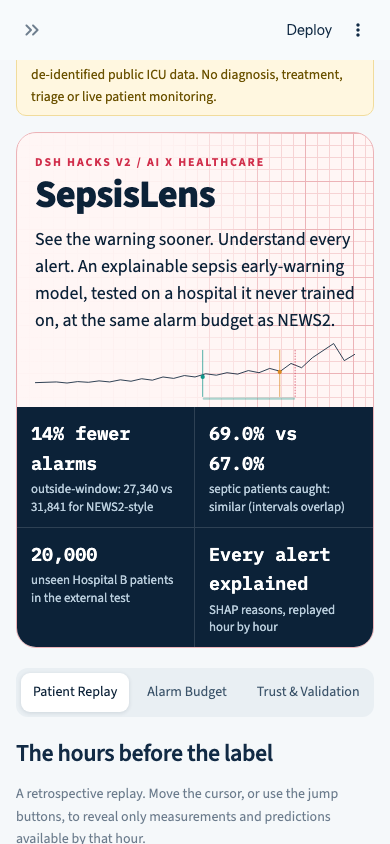 Deploy
de-identified public ICU data. No diagnosis, treatment,
triage or live patient monitoring.
DSH HACKS V2 / AI X HEALTHCARE
SepsisLens
See the warning sooner. Understand every
alert. An explainable sepsis early-warning
model, tested on a hospital it never trained
on, at the same alarm budget as NEWS2.
14% fewer
alarms
outside-window: 27,340 vs
31,841 for NEWS2-style
69.0% vs
67.0%
septic patients caught:
similar (intervals overlap)
20,000
unseen Hospital B patients
in the external test
Every alert
explained
SHAP reasons, replayed
hour by hour
Patient Replay
Alarm Budget
Trust & Validation
The hours before the label
A retrospective replay. Move the cursor, or use the jump
buttons, to reveal only measurements and predictions
available by that hour.